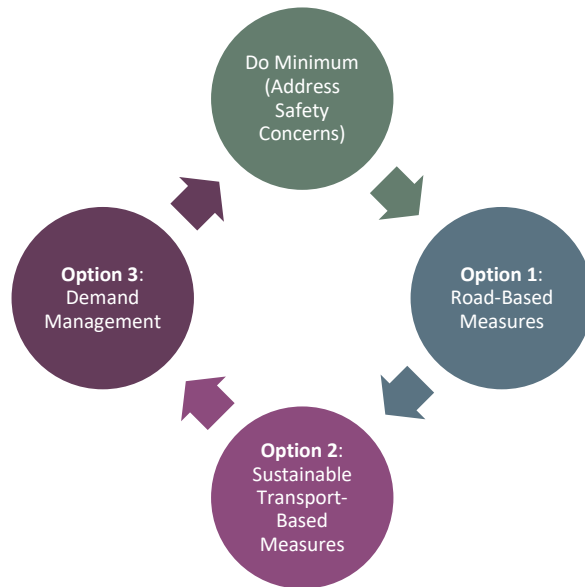 Do Minimum
(Address
Safety
Concerns)
Option 1:
Road-Based
Measures
Option 2:
Sustainable
Transport-
Based
Measures
Option 3:
Demand
Management